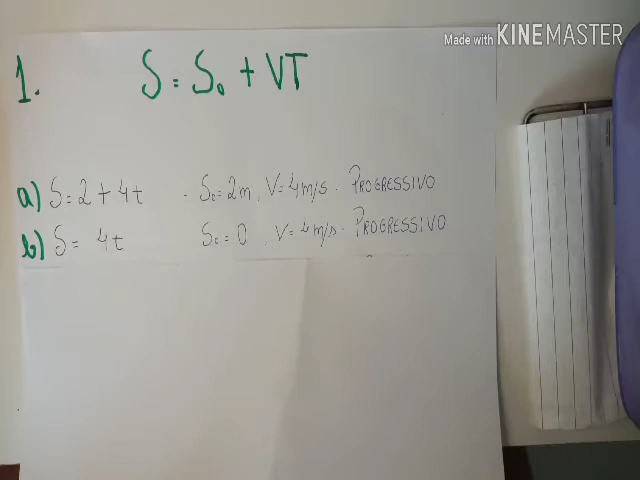 Made with KINEMASTER
1. S = S₀ + VT
a) S = 2 + 4t - S₀ = 2m, V = 4m/s - PROGRESSIVO
b) S = 4t S₀ = 0, V = 4m/s - PROGRESSIVO